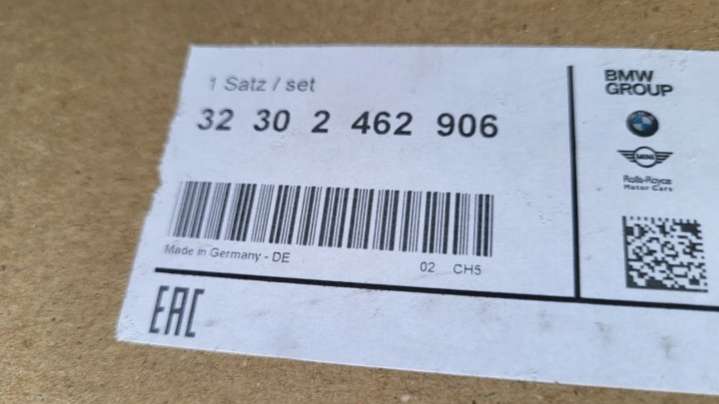 1 Satz / set
32 30 2 462 906
Made in Germany - DE
02 CH5
EAC
BMW
GROUP
MINI
Rolls-Royce
Motor Cars